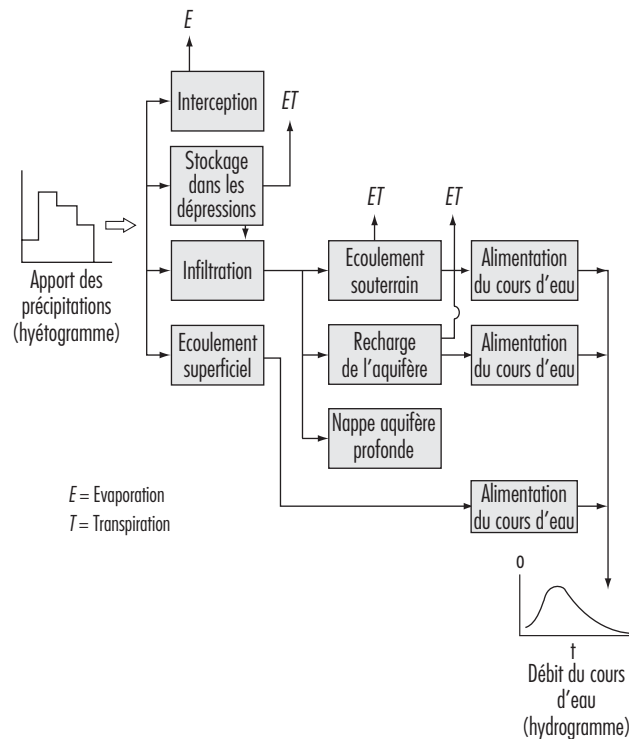 E
Interception
ET
Stockage
dans les
dépressions
ET
ET
Apport des
précipitations
(hyétogramme)
Infiltration
Ecoulement
souterrain
Alimentation
du cours d'eau
Ecoulement
superficiel
Recharge
de l'aquifère
Alimentation
du cours d'eau
Nappe aquifère
profonde
E = Evaporation
T = Transpiration
Alimentation
du cours d'eau
0
t
Débit du cours
d'eau
(hydrogramme)